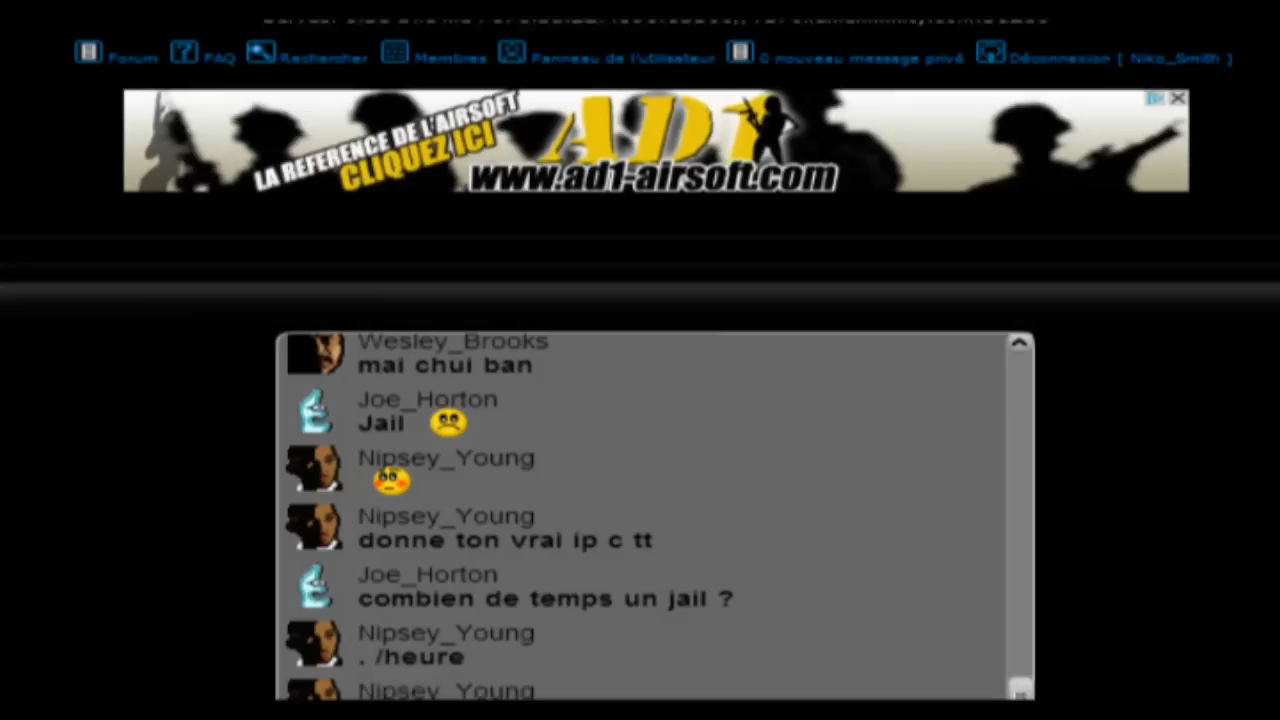 Forum FAQ Rechercher Membres Panneau de l'utilisateur 0 nouveau message privé Déconnexion [ Niko_Smith ]
LA REFERENCE DE L'AIRSOFT
CLIQUEZ ICI
AD1
www.ad1-airsoft.com
Wesley_Brooks
mai chui ban
Joe_Horton
Jail
Nipsey_Young
Nipsey_Young
donne ton vrai ip c tt
Joe_Horton
combien de temps un jail ?
Nipsey_Young
. /heure
Nipsey_Young